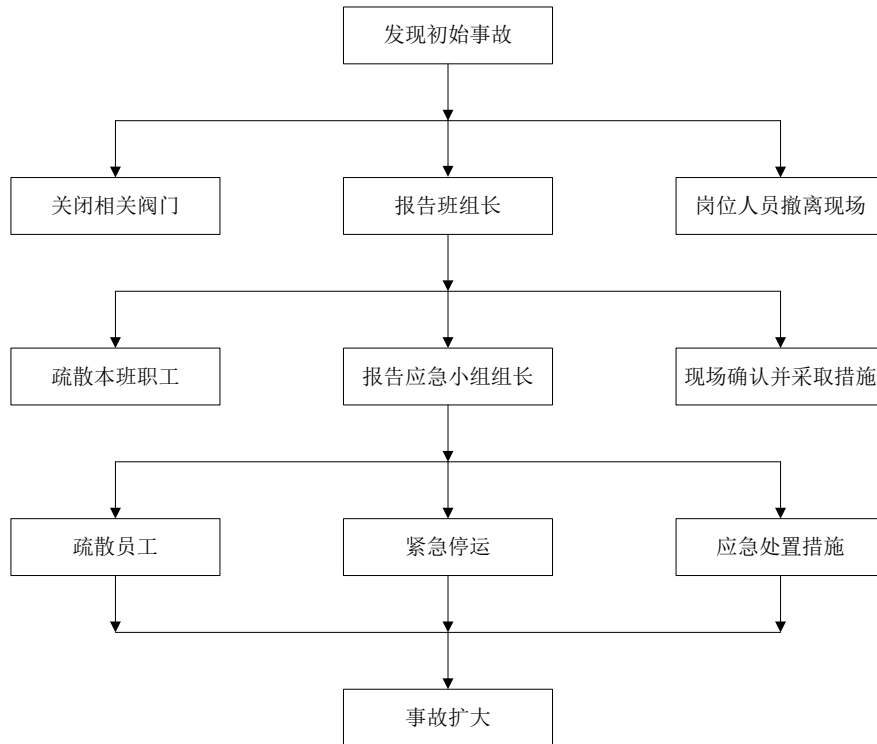 发现初始事故
关闭相关阀门
报告班组长
岗位人员撤离现场
疏散本班职工
报告应急小组组长
现场确认并采取措施
疏散员工
紧急停运
应急处置措施
事故扩大